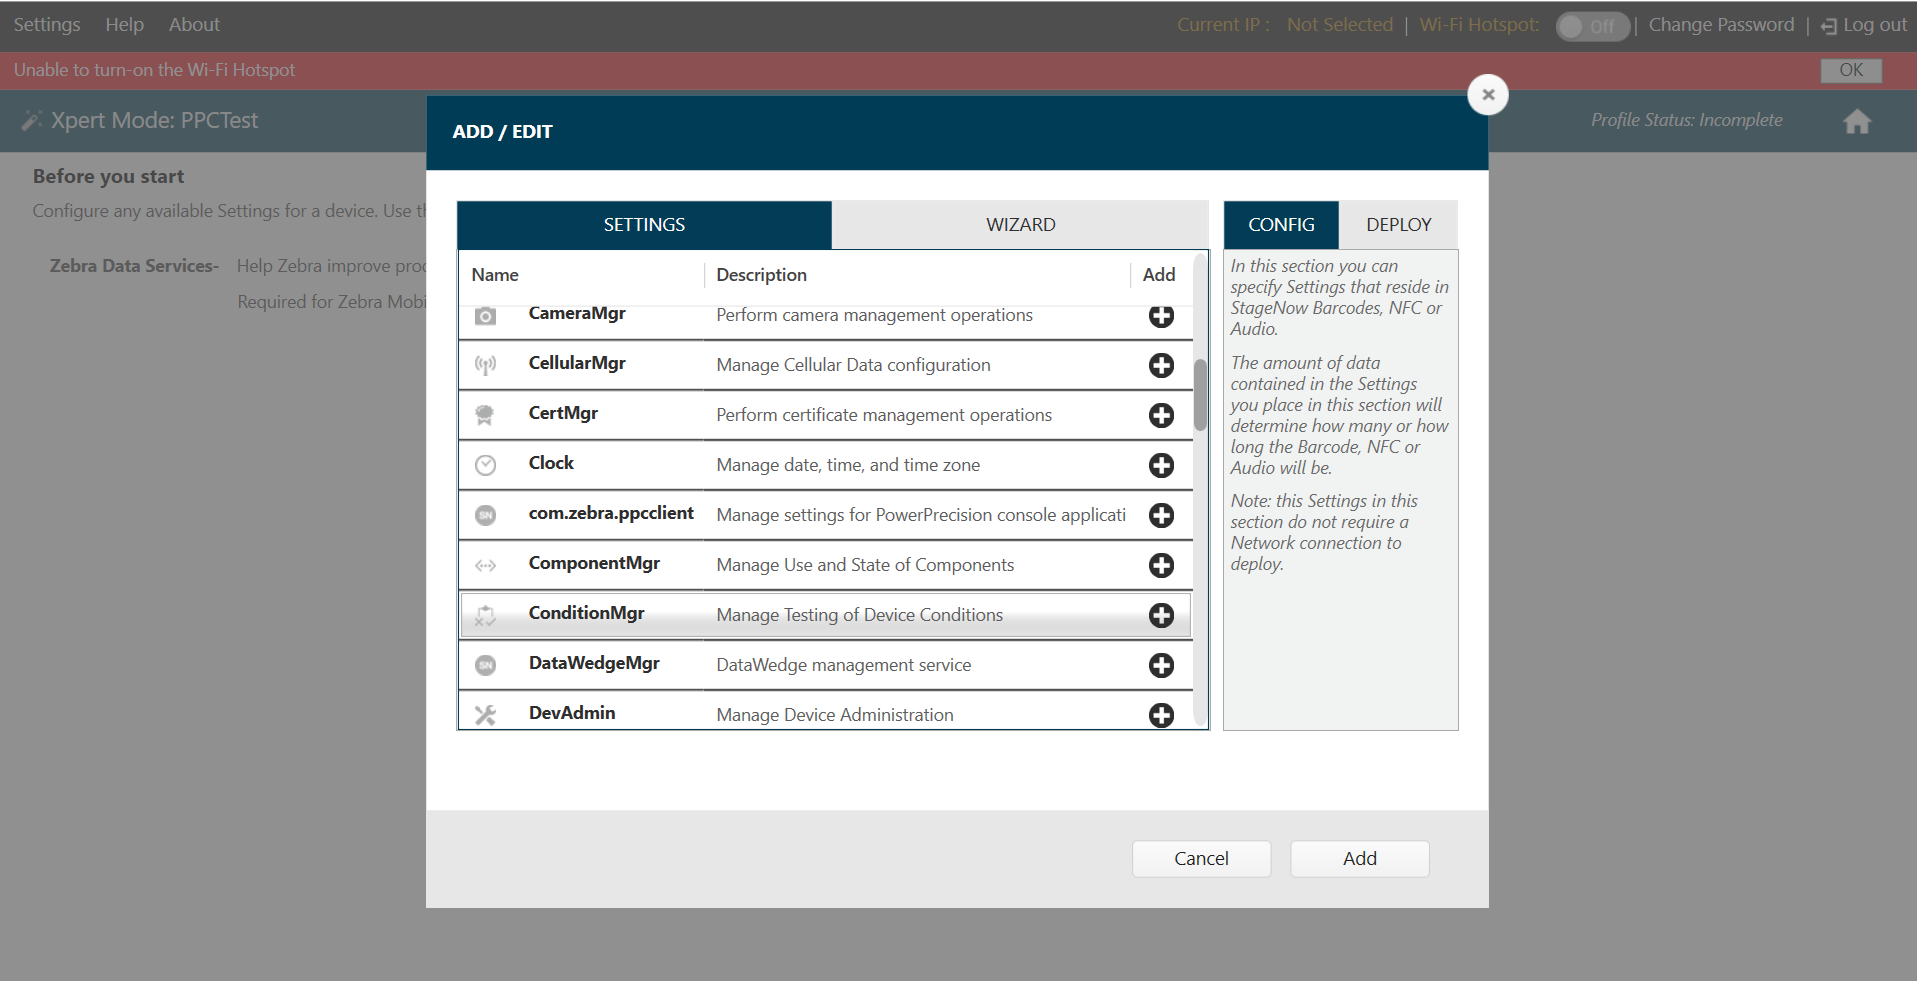 Settings Help About Current IP : Not Selected | Wi-Fi Hotspot: Off | Change Password | Log out
Unable to turn-on the Wi-Fi Hotspot OK
Xpert Mode: PPCTest Profile Status: Incomplete
ADD / EDIT
Before you start
Configure any available Settings for a device. Use
Zebra Data Services- Help Zebra improve
Required for Zebra
SETTINGS WIZARD
Name Description Add
CameraMgr Perform camera management operations
CellularMgr Manage Cellular Data configuration
CertMgr Perform certificate management operations
Clock Manage date, time, and time zone
SN com.zebra.ppcclient Manage settings for PowerPrecision console applicati
ComponentMgr Manage Use and State of Components
ConditionMgr Manage Testing of Device Conditions
SN DataWedgeMgr DataWedge management service
DevAdmin Manage Device Administration
CONFIG DEPLOY
In this section you can
specify Settings that reside in
StageNow Barcodes, NFC or
Audio.
The amount of data
contained in the Settings
you place in this section will
determine how many or how
long the Barcode, NFC or
Audio will be.
Note: this Settings in this
section do not require a
Network connection to
deploy.
Cancel Add